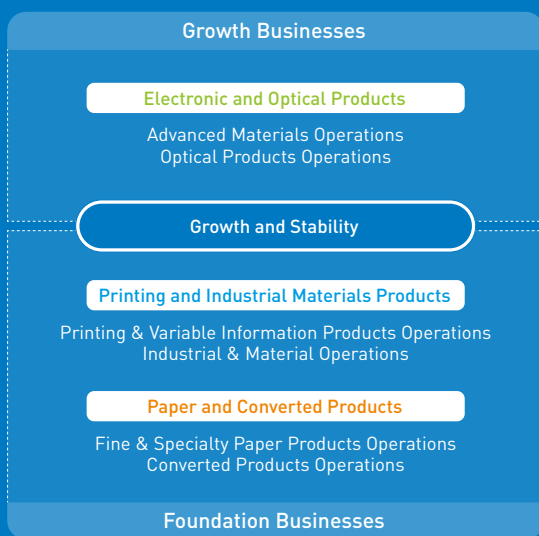 Growth Businesses
Electronic and Optical Products
Advanced Materials Operations
Optical Products Operations
Growth and Stability
Printing and Industrial Materials Products
Printing & Variable Information Products Operations
Industrial & Material Operations
Paper and Converted Products
Fine & Specialty Paper Products Operations
Converted Products Operations
Foundation Businesses